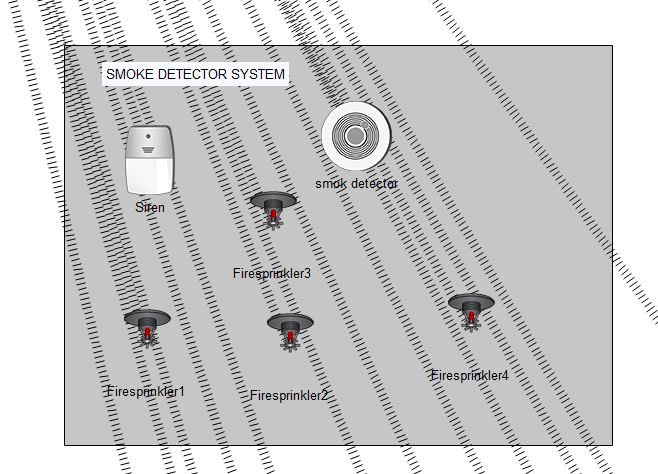 SMOKE DETECTOR SYSTEM
smok detector
Siren
Firesprinkler3
Firesprinkler4
Firesprinkler1
Firesprinkler2